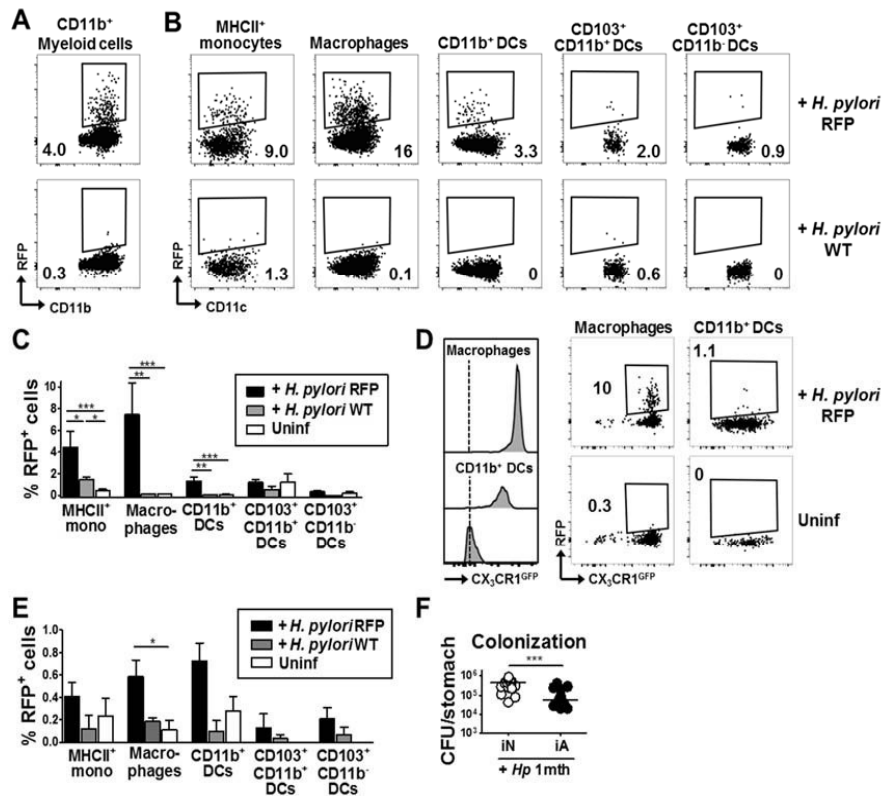 A
CD11b⁺
Myeloid cells
4.0
0.3
RFP
CD11b
B
MHCII⁺
monocytes
Macrophages
CD11b⁺ DCs
CD103⁺
CD11b⁺ DCs
CD103⁺
CD11b⁻ DCs
9.0
16
3.3
2.0
0.9
+ H. pylori
RFP
1.3
0.1
0
0.6
0
+ H. pylori
WT
RFP
CD11c
C
% RFP⁺ cells
10
8
6
4
2
0
***
*
*
***
**
***
**
+ H. pylori RFP
+ H. pylori WT
Uninf
MHCII⁺
mono
Macro-
phages
CD11b⁺
DCs
CD103⁺
CD11b⁺
DCs
CD103⁺
CD11b⁻
DCs
D
Macrophages
CD11b⁺ DCs
CX₃CR1ᴳᶠᴾ
Macrophages
CD11b⁺ DCs
10
1.1
+ H. pylori
RFP
0.3
0
Uninf
RFP
CX₃CR1ᴳᶠᴾ
E
% RFP⁺ cells
1.0
0.8
0.6
0.4
0.2
0.0
*
+ H. pylori RFP
+ H. pylori WT
Uninf
MHCII⁺
mono
Macro-
phages
CD11b⁺
DCs
CD103⁺
CD11b⁺
DCs
CD103⁺
CD11b⁻
DCs
F
Colonization
***
CFU/stomach
10⁶
10⁵
10⁴
10³
iN
iA
+ Hp 1mth